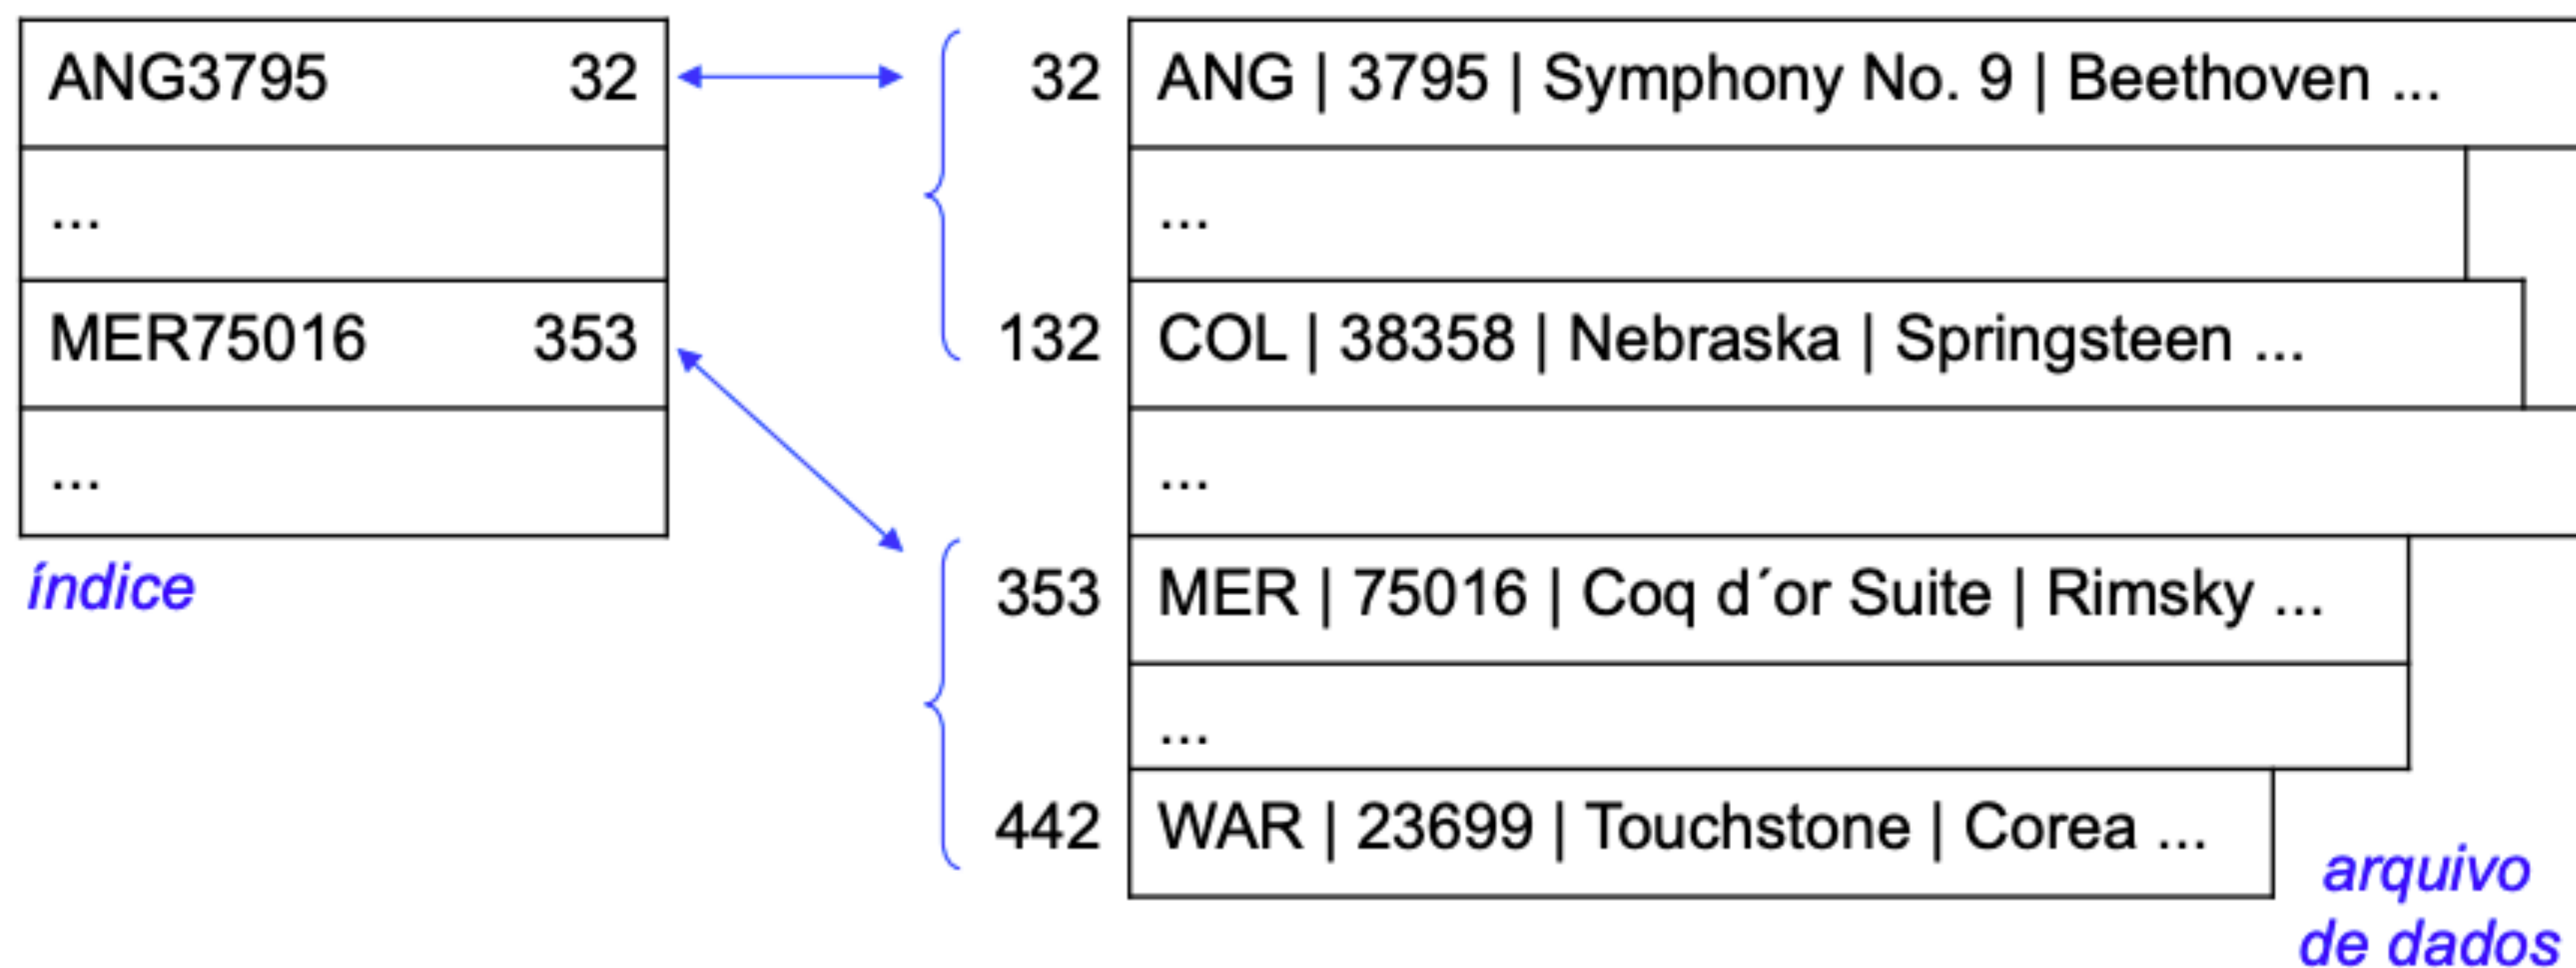 ANG3795 32
...
MER75016 353
...
índice
32 ANG | 3795 | Symphony No. 9 | Beethoven ...
...
132 COL | 38358 | Nebraska | Springsteen ...
...
353 MER | 75016 | Coq d´or Suite | Rimsky ...
...
442 WAR | 23699 | Touchstone | Corea ...
arquivo
de dados